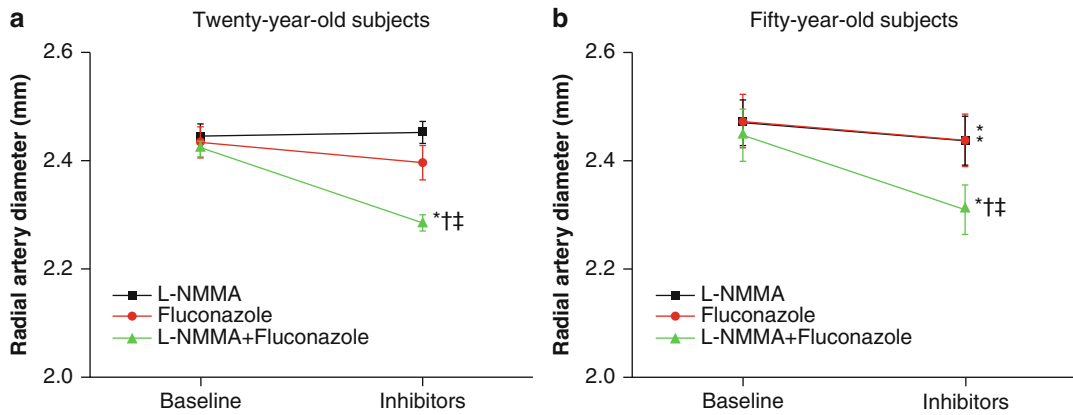 a
Twenty-year-old subjects
Radial artery diameter (mm)
2.6
2.4
2.2
2.0
*†‡
L-NMMA
Fluconazole
L-NMMA+Fluconazole
Baseline
Inhibitors
b
Fifty-year-old subjects
Radial artery diameter (mm)
2.6
2.4
2.2
2.0
*
*
*†‡
L-NMMA
Fluconazole
L-NMMA+Fluconazole
Baseline
Inhibitors